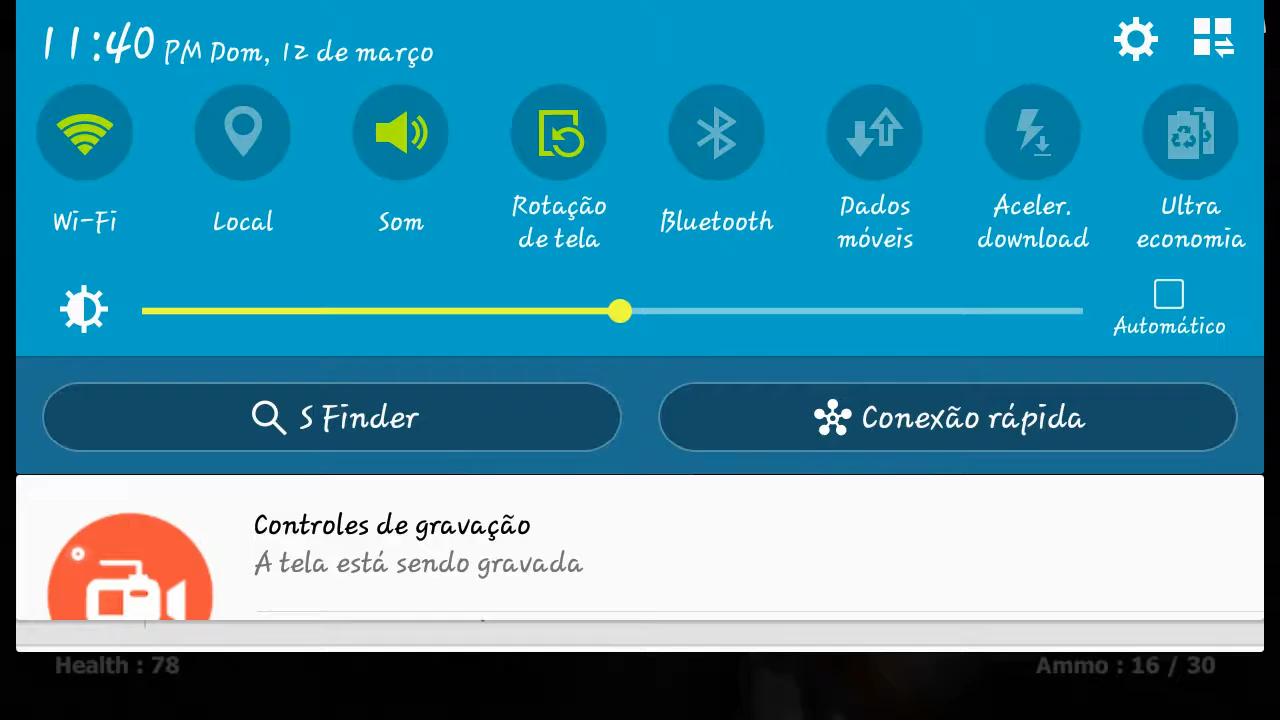 11:40 PM Dom, 12 de março
Wi-Fi
Local
Som
Rotação
de tela
Bluetooth
Dados
móveis
Aceler.
download
Ultra
economia
Automático
S Finder
Conexão rápida
Controles de gravação
A tela está sendo gravada
Health : 78
Ammo : 16 / 30